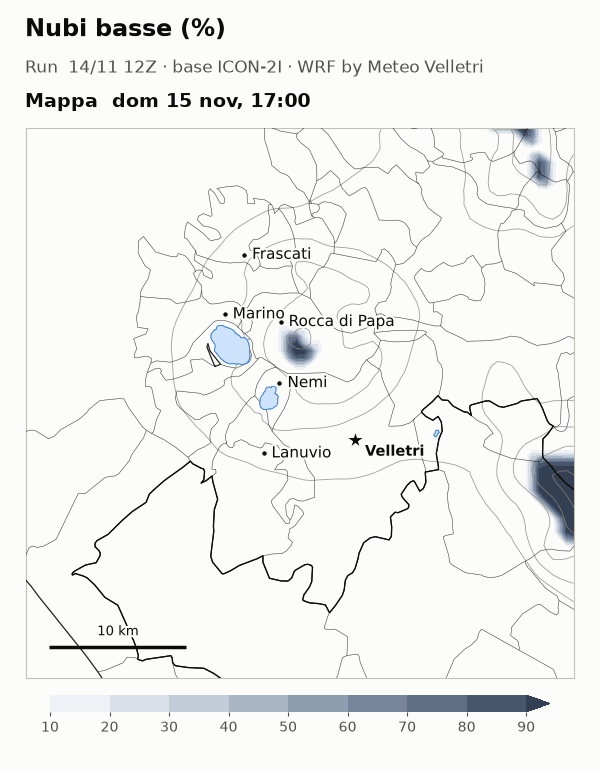 Nubi basse (%)
Run  14/11 12Z · base ICON-2I · WRF by Meteo Velletri
Mappa  dom 15 nov, 17:00
Frascati
Marino
Rocca di Papa
Nemi
Velletri
Lanuvio
10 km
10 20 30 40 50 60 70 80 90